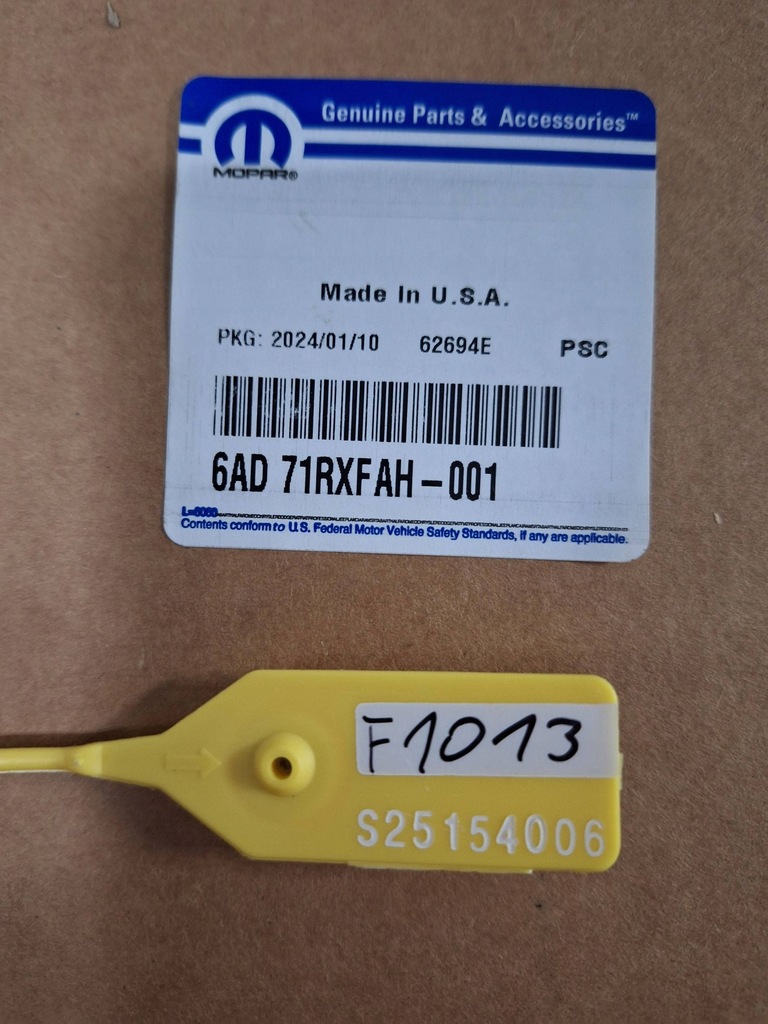 Genuine Parts & Accessories™
MOPAR®
Made In U.S.A.
PKG: 2024/01/10 62694E PSC
6AD 71RXFAH-001
L=6060
Contents conform to U.S. Federal Motor Vehicle Safety Standards, if any are applicable.
F1013
S25154006